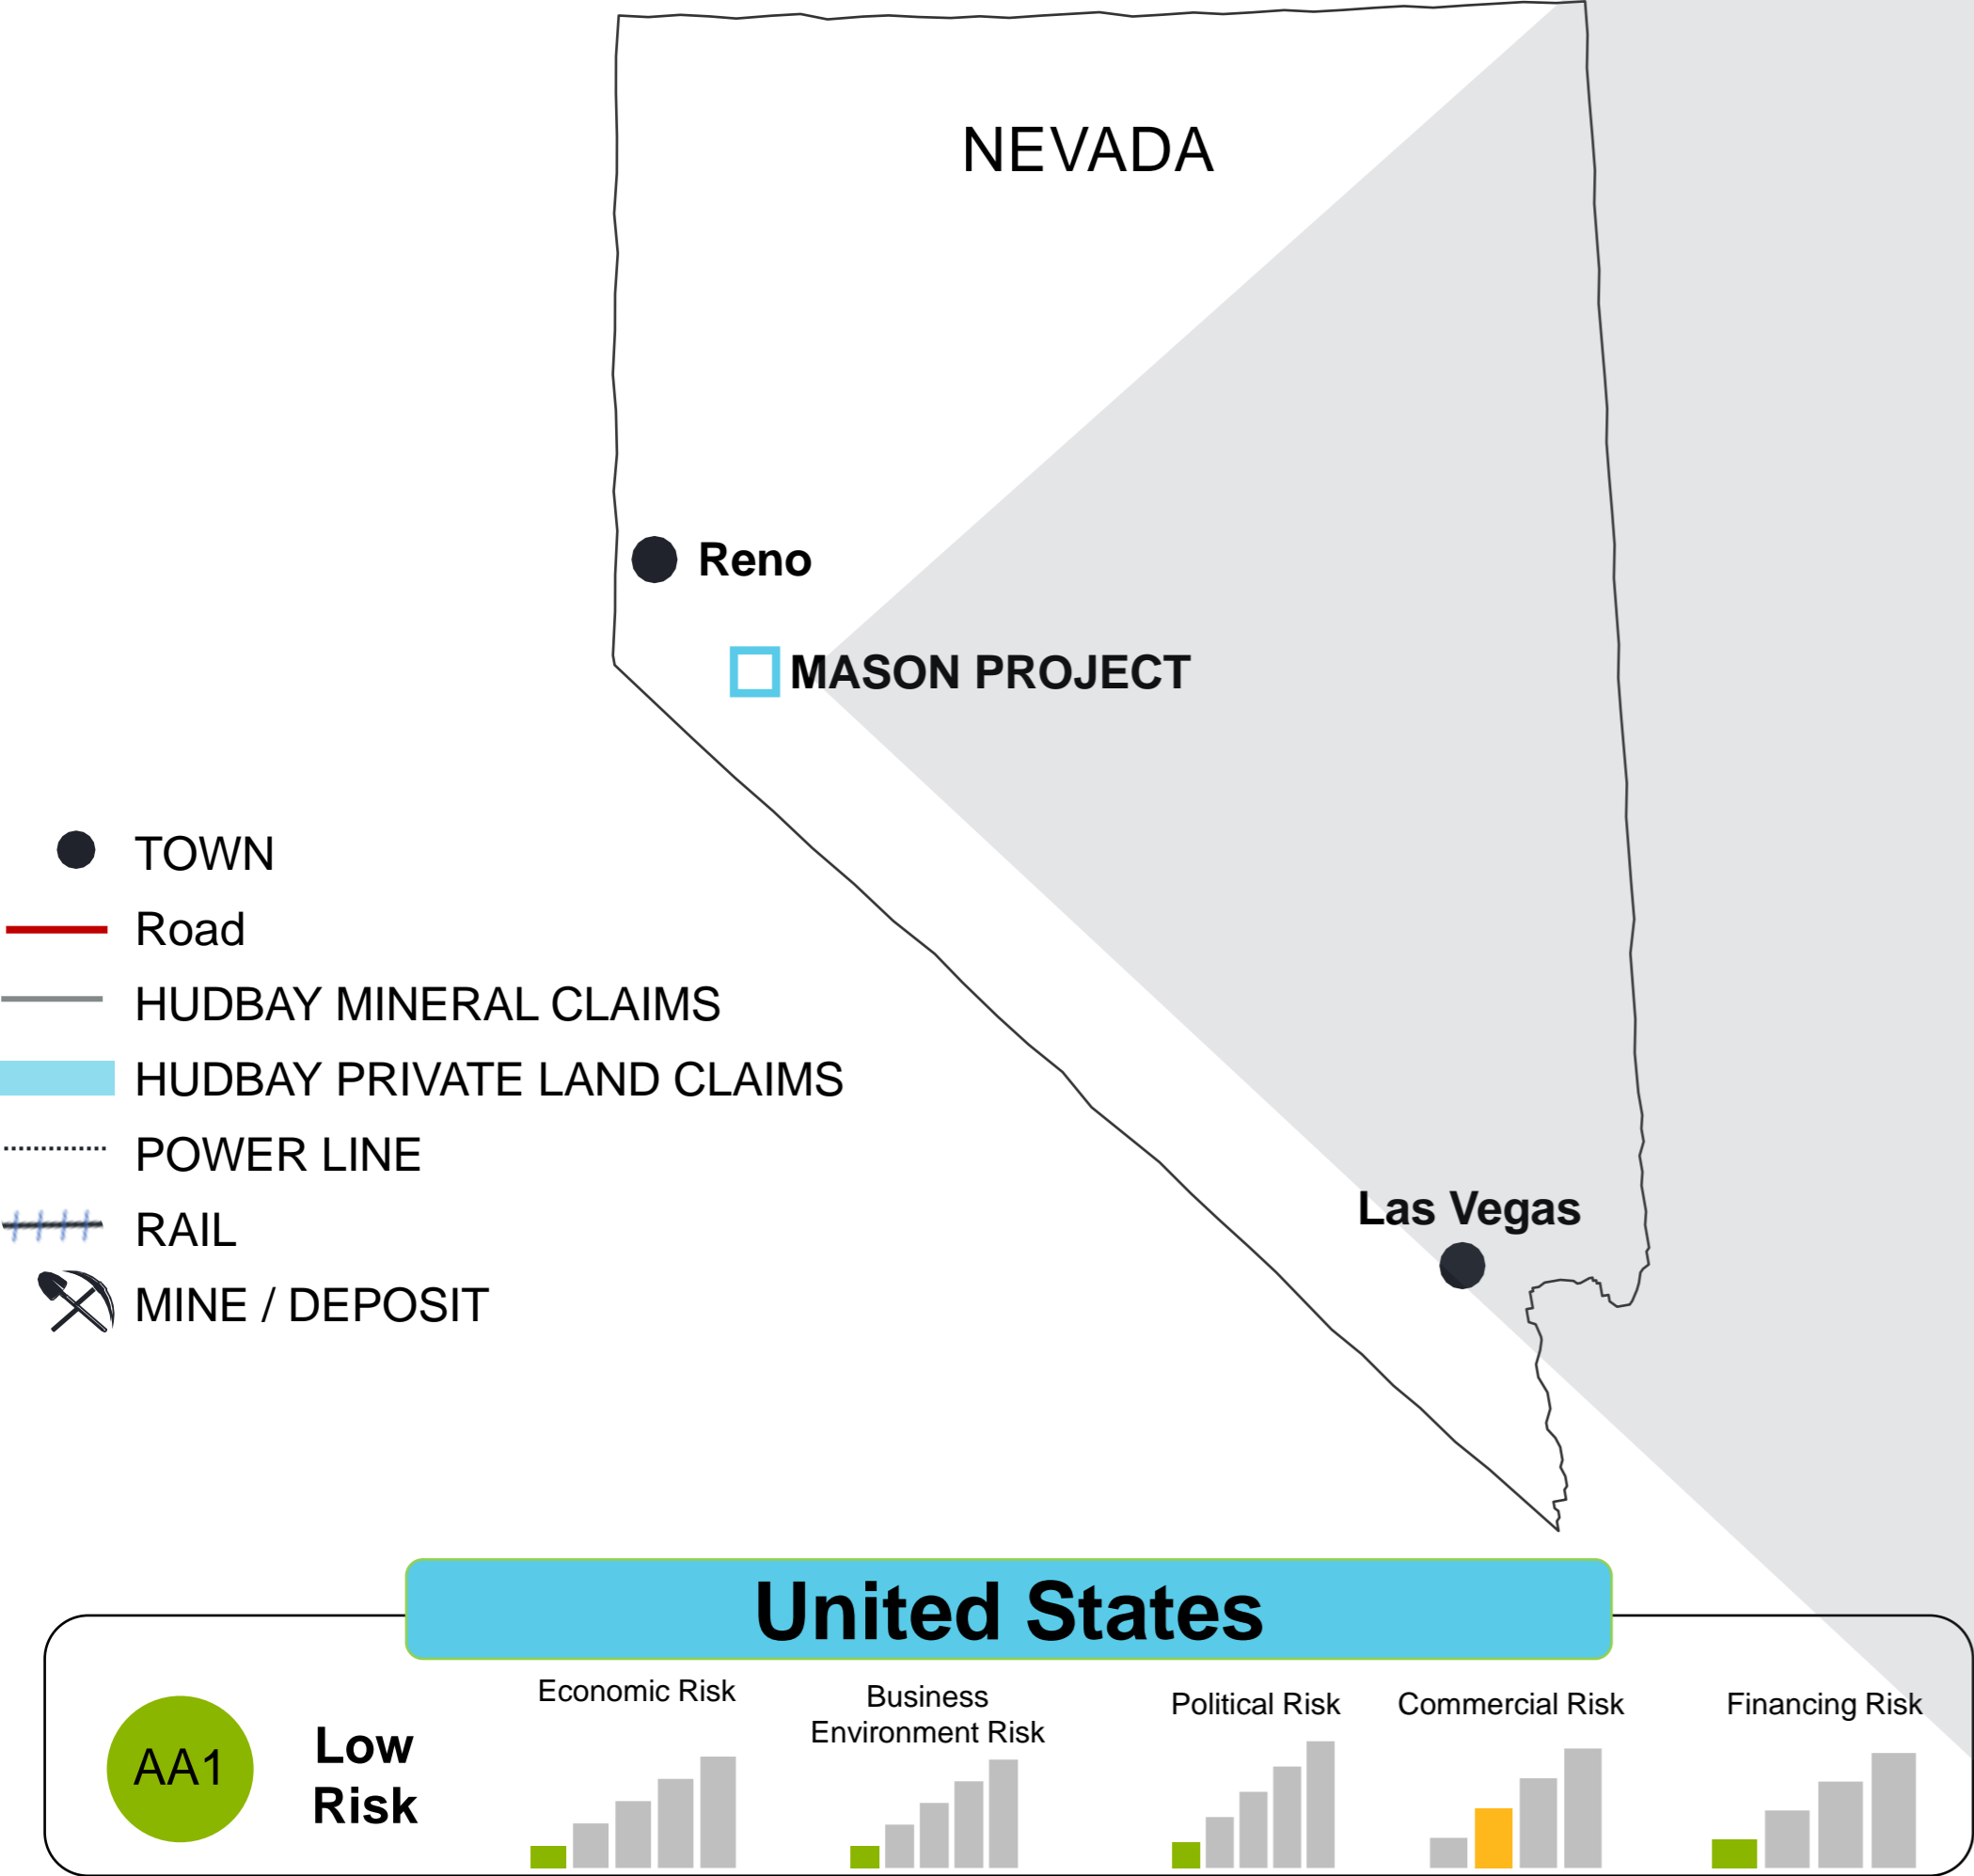 NEVADA
Reno
MASON PROJECT
TOWN
Road
HUDBAY MINERAL CLAIMS
HUDBAY PRIVATE LAND CLAIMS
POWER LINE
RAIL
MINE / DEPOSIT
Las Vegas
United States
AA1
Low
Risk
Economic Risk
Business
Environment Risk
Political Risk
Commercial Risk
Financing Risk